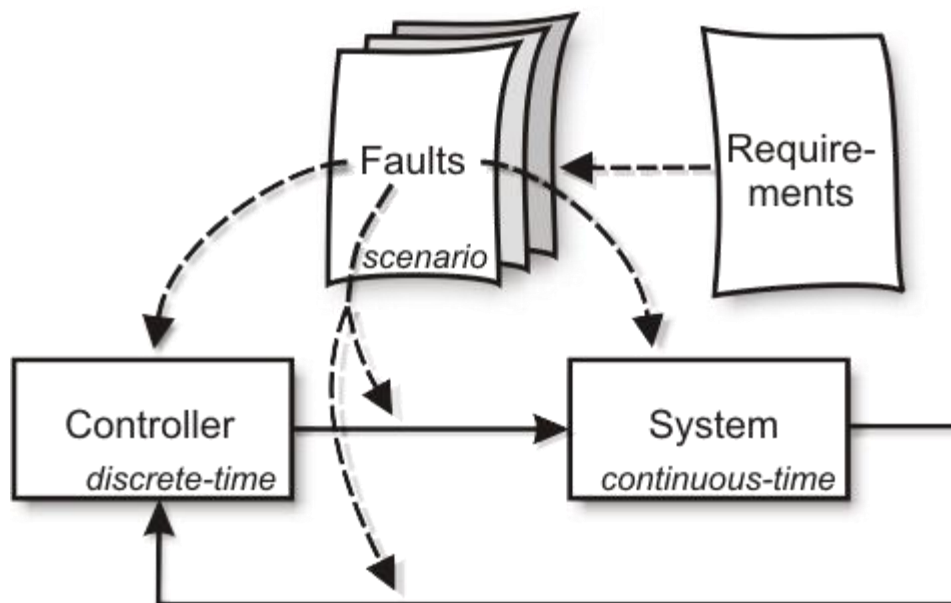 Faults
scenario
Require-
ments
Controller
discrete-time
System
continuous-time